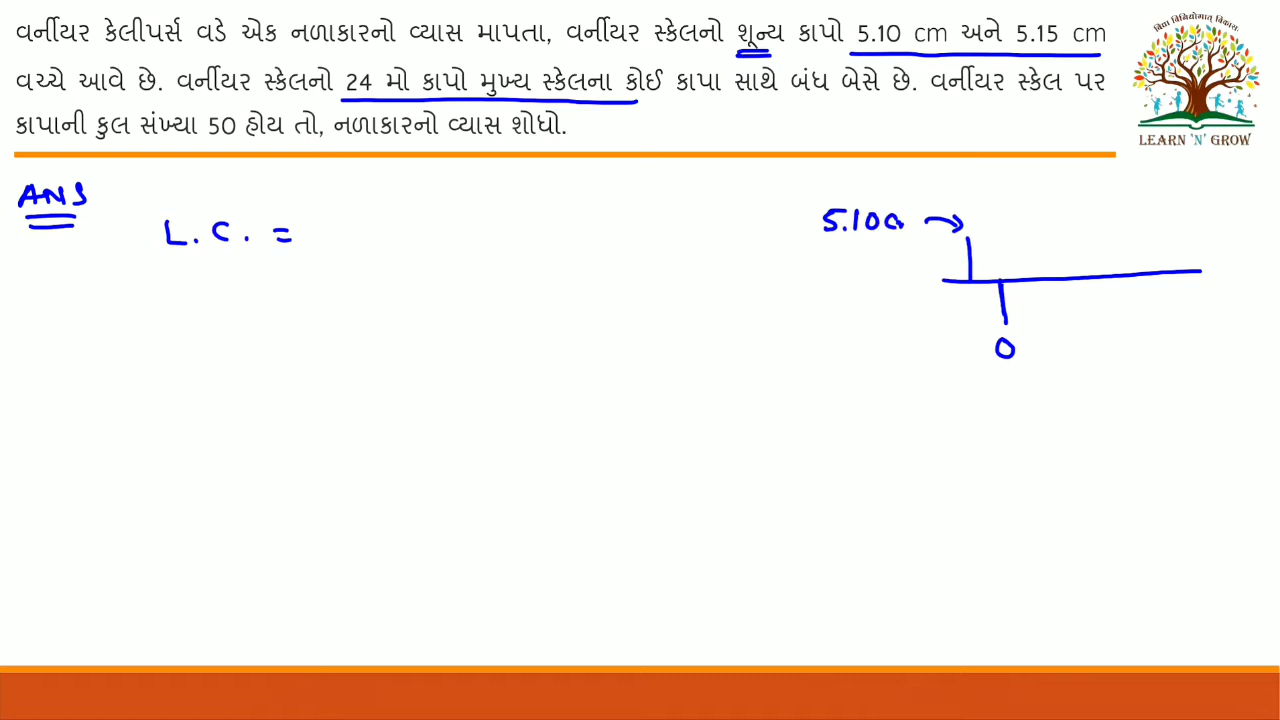 વર્નીયર કેલીપર્સ વડે એક નળાકારનો વ્યાસ માપતા, વર્નીયર સ્કેલનો શૂન્ય કાપો 5.10 cm અને 5.15 cm
વચ્ચે આવે છે. વર્નીયર સ્કેલનો 24 મો કાપો મુખ્ય સ્કેલના કોઈ કાપા સાથે બંધ બેસે છે. વર્નીયર સ્કેલ પર
કાપાની કુલ સંખ્યા 50 હોય તો, નળાકારનો વ્યાસ શોધો.
વિદ્યા વિનિયોગાત્ વિકાસઃ
LEARN 'N' GROW
ANS
L. C. =
5.10
0